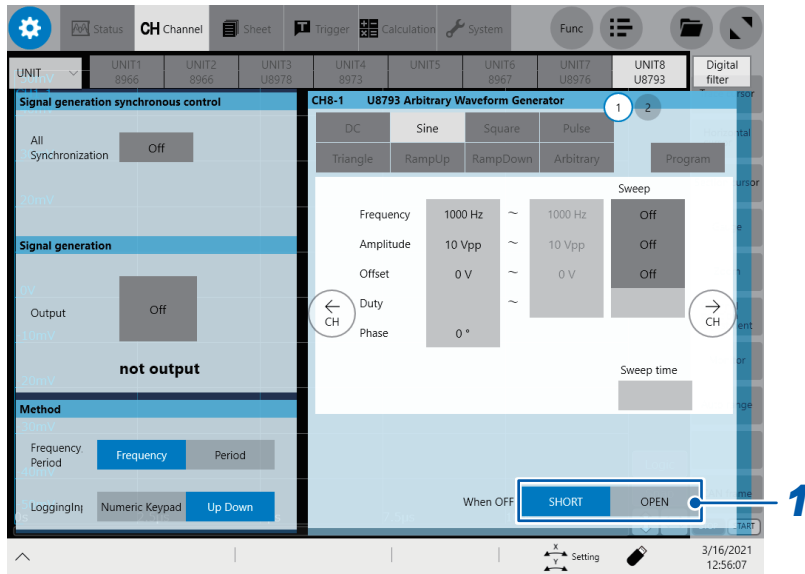 Status CH Channel Sheet Trigger Calculation System Func
UNIT UNIT1 UNIT2 UNIT3 UNIT4 UNIT5 UNIT6 UNIT7 UNIT8 Digital
8966 8966 U8978 8973 8967 U8976 U8793 filter
Signal generation synchronous control
All
Synchronization Off
20mV
Signal generation
0V
Output Off
10mV
not output
20mV
Method
Frequency
Period Frequency Period
LoggingIn Numeric Keypad Up Down
CH8-1 U8793 Arbitrary Waveform Generator 1 2
DC Sine Square Pulse
Triangle RampUp RampDown Arbitrary Program
Sweep
Frequency 1000 Hz ~ 1000 Hz Off
Amplitude 10 Vpp ~ 10 Vpp Off
Offset 0 V ~ 0 V Off
Duty ~
Phase 0 °
← CH
→ CH
Sweep time
When OFF SHORT OPEN
1
X
Y Setting
3/16/2021
12:56:07